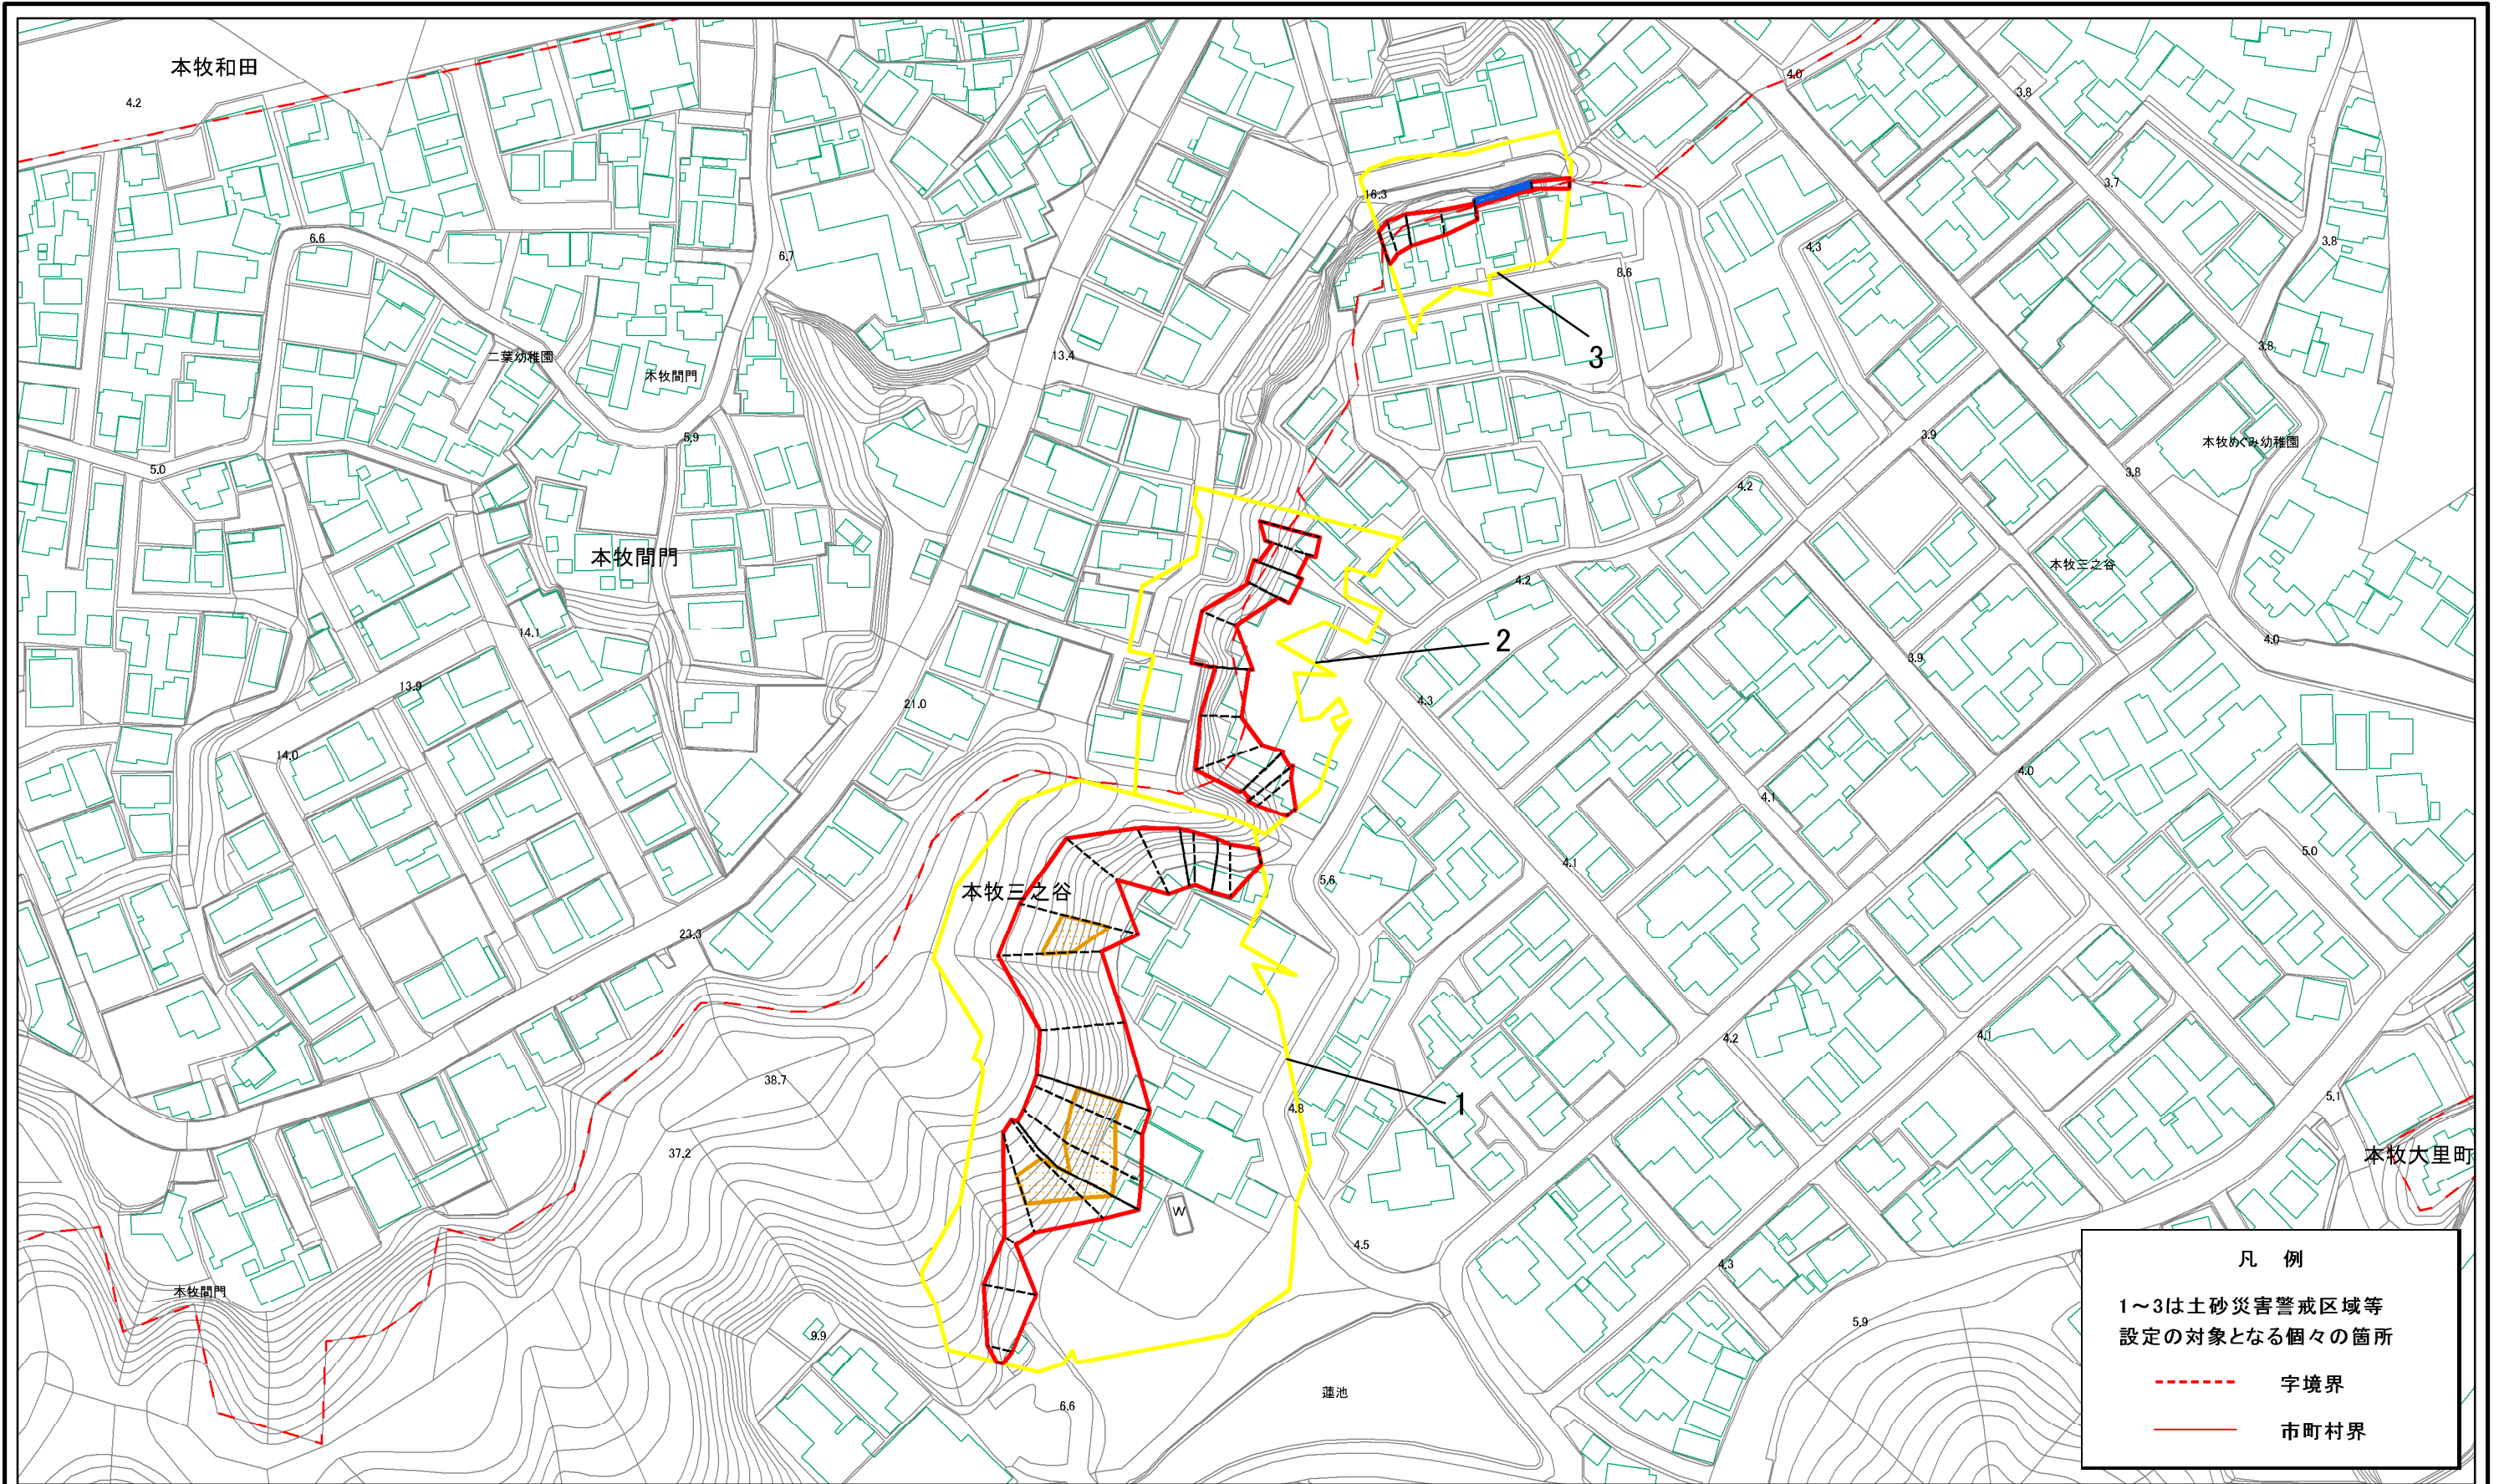 本牧和田
4.2
4.0
3.8
3.7
16.3
6.6
6.7
4.3
3.8
8.6
二葉幼稚園
本牧間門
13.4
3
3.8
5.9
3.9
本牧めぐみ幼稚園
5.0
3.8
4.2
本牧間門
本牧三之谷
4.2
14.1
2
4.0
3.9
13.9
21.0
4.3
14.0
4.0
4.1
4.1
5.0
本牧三之谷
5.6
23.3
4.2
4.1
38.7
1
4.8
5.1
37.2
本牧大里町
W
4.5
4.3
本牧間門
9.9
5.9
蓮池
6.6
凡 例
1~3は土砂災害警戒区域等
設定の対象となる個々の箇所
字境界
市町村界